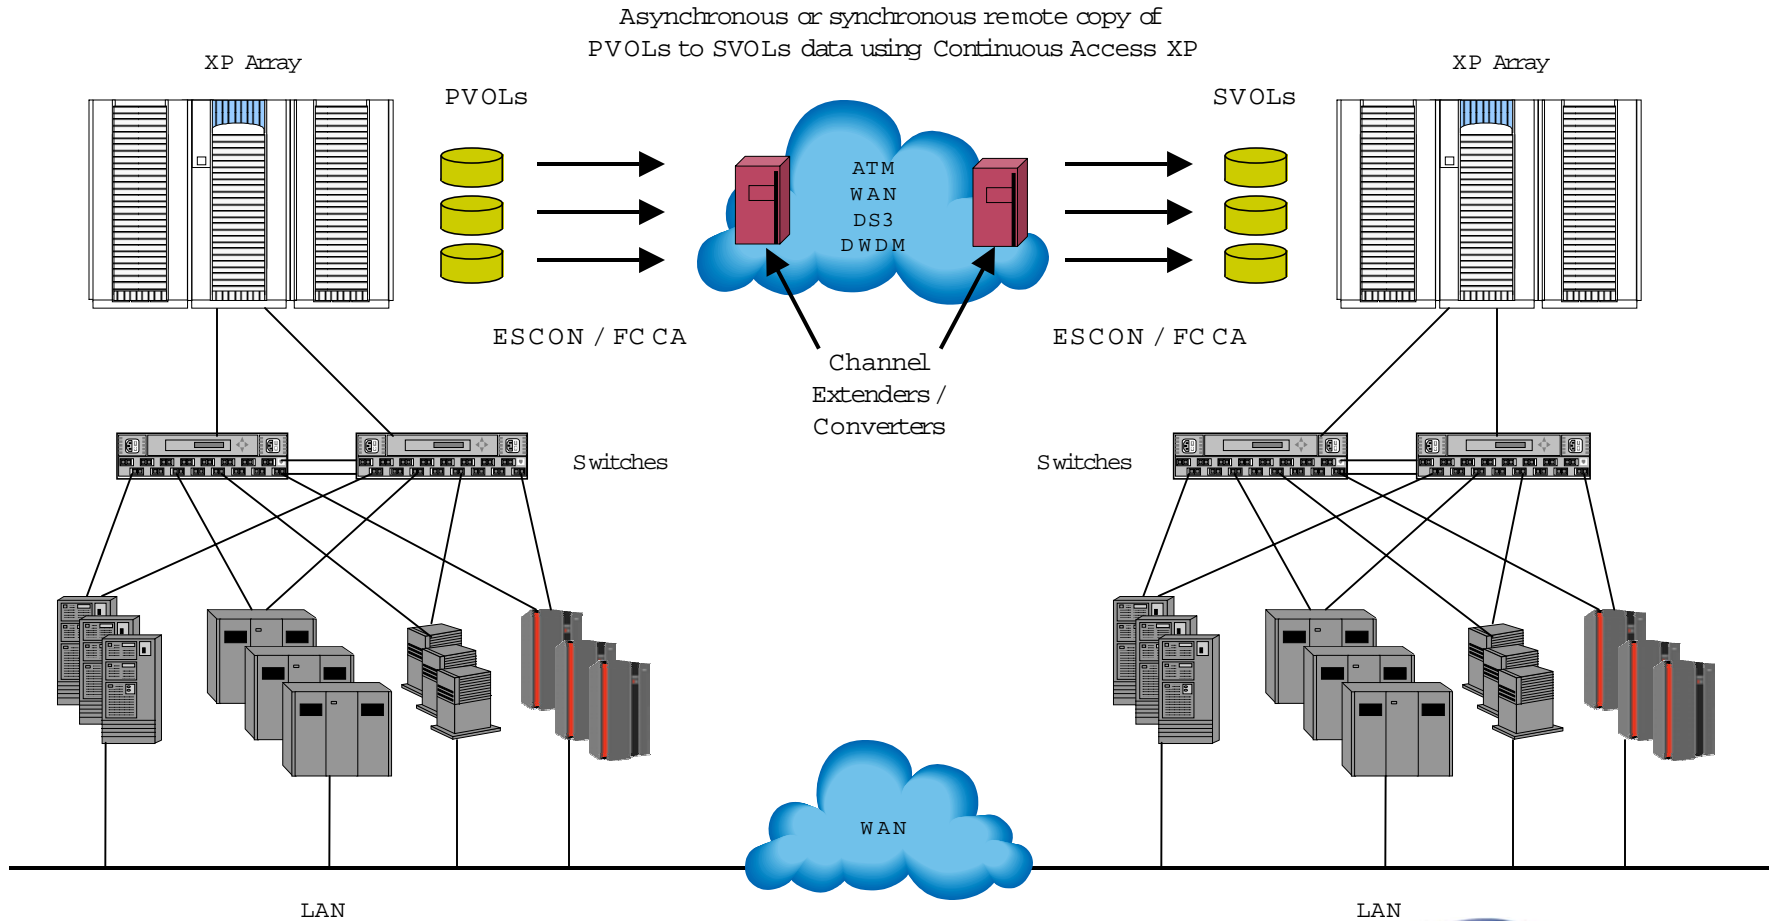 Asynchronous or synchronous remote copy of
PVOLs to SVOLs data using Continuous Access XP
XP Array
XP Array
PVOLs
SVOLs
ATM
WAN
DS3
DWDM
ESCON / FC CA
ESCON / FC CA
Channel
Extenders /
Converters
Switches
Switches
WAN
LAN
LAN